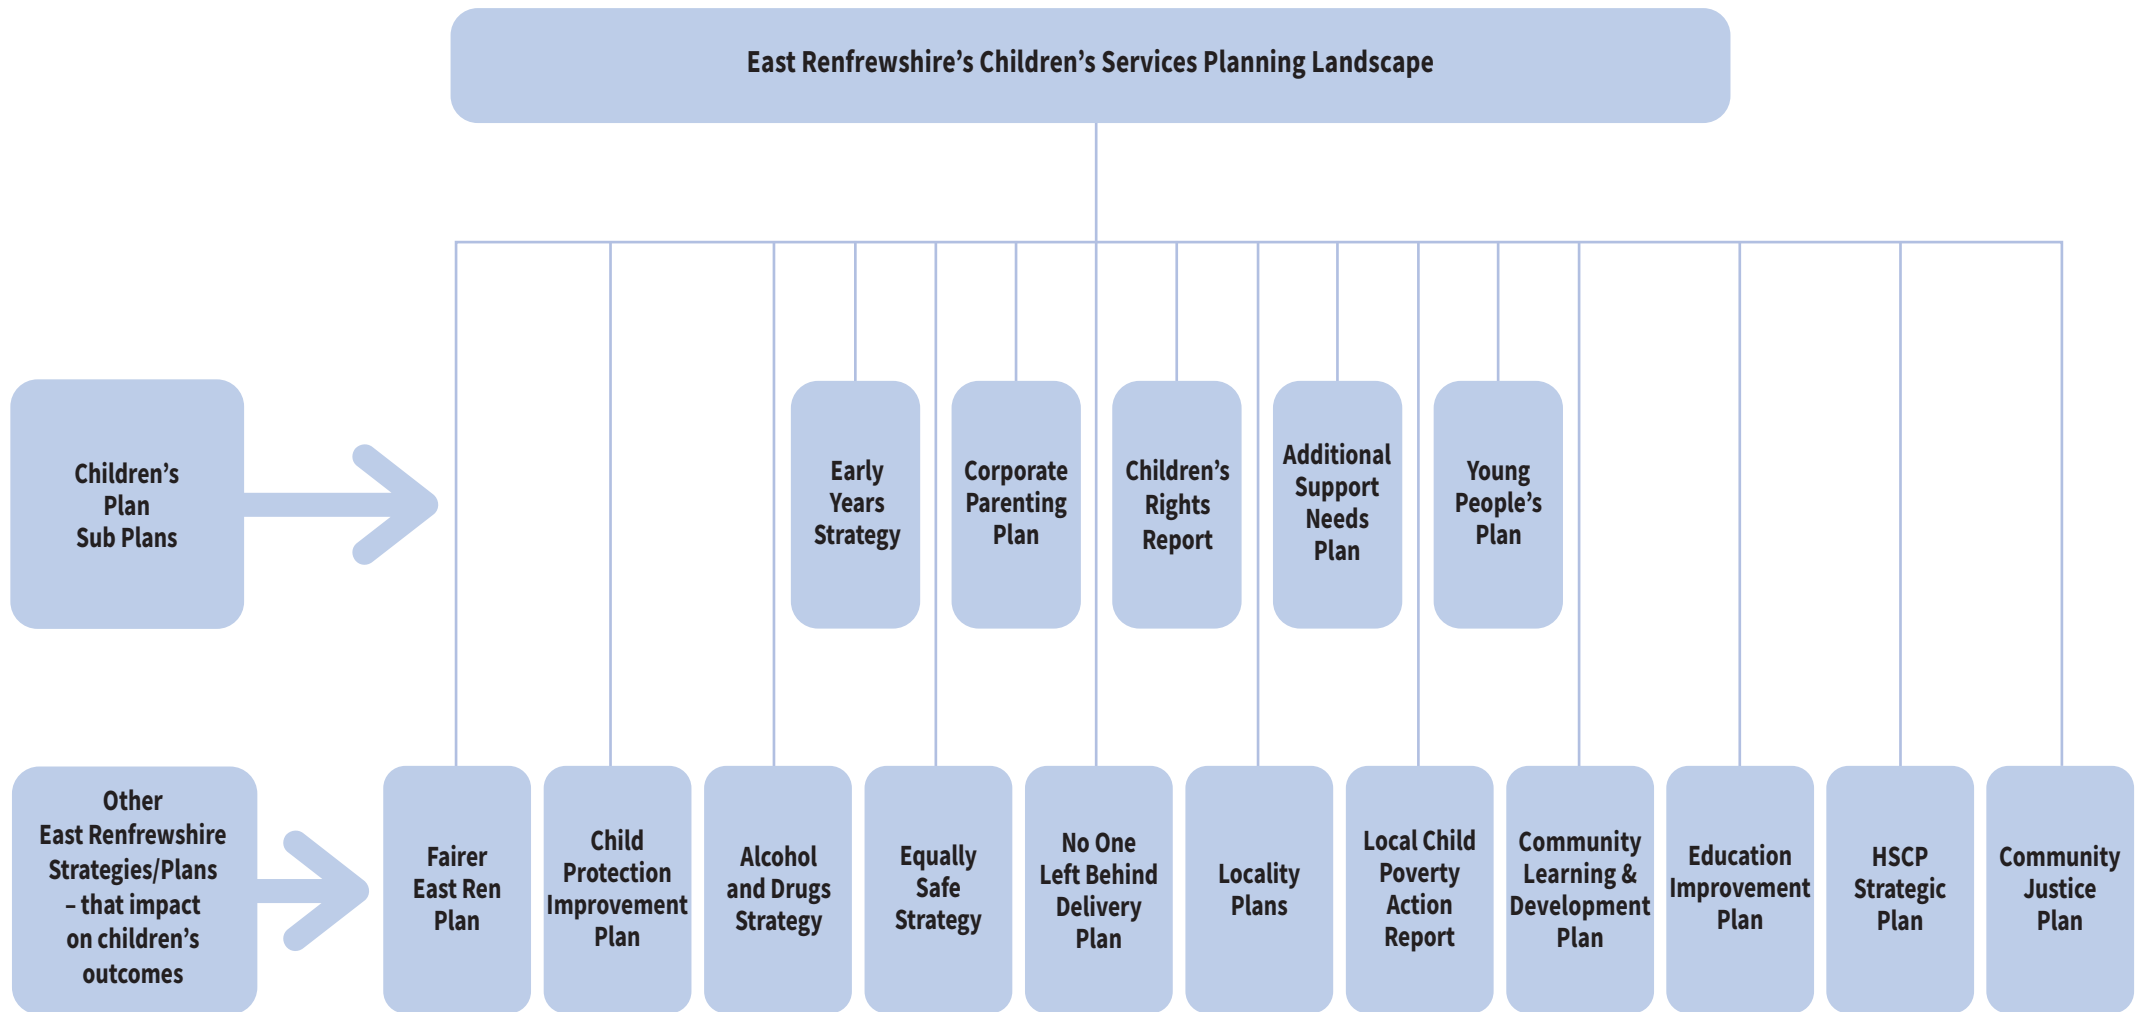 East Renfrewshire’s Children’s Services Planning Landscape
Children’s
Plan
Sub Plans
Early
Years
Strategy
Corporate
Parenting
Plan
Children’s
Rights
Report
Additional
Support
Needs
Plan
Young
People’s
Plan
Other
East Renfrewshire
Strategies/Plans
– that impact
on children’s
outcomes
Fairer
East Ren
Plan
Child
Protection
Improvement
Plan
Alcohol
and Drugs
Strategy
Equally
Safe
Strategy
No One
Left Behind
Delivery
Plan
Locality
Plans
Local Child
Poverty
Action
Report
Community
Learning &
Development
Plan
Education
Improvement
Plan
HSCP
Strategic
Plan
Community
Justice
Plan